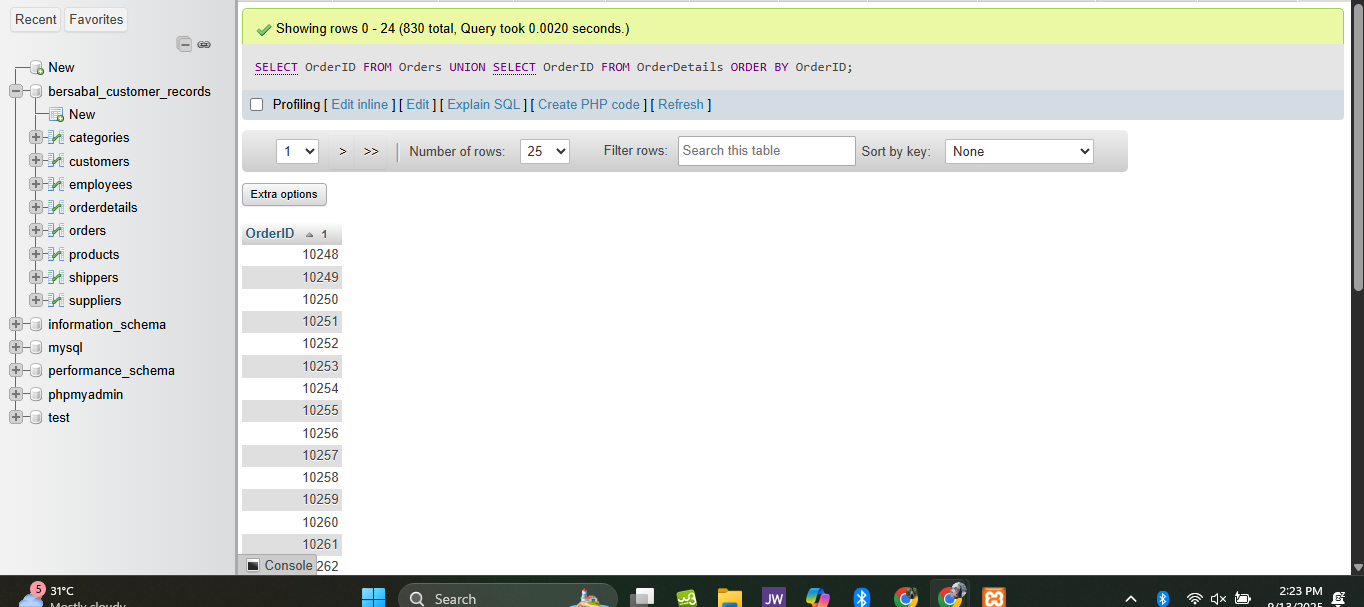 Recent Favorites
New
bersabal_customer_records
New
categories
customers
employees
orderdetails
orders
products
shippers
suppliers
information_schema
mysql
performance_schema
phpmyadmin
test
Showing rows 0 - 24 (830 total, Query took 0.0020 seconds.)
SELECT OrderID FROM Orders UNION SELECT OrderID FROM OrderDetails ORDER BY OrderID;
Profiling [ Edit inline ] [ Edit ] [ Explain SQL ] [ Create PHP code ] [ Refresh ]
1 > >> | Number of rows: 25 Filter rows: Search this table Sort by key: None
Extra options
OrderID 1
10248
10249
10250
10251
10252
10253
10254
10255
10256
10257
10258
10259
10260
10261
Console 262
5 31°C
Mostly cloudy
Search
JW
2:23 PM
9/13/2025